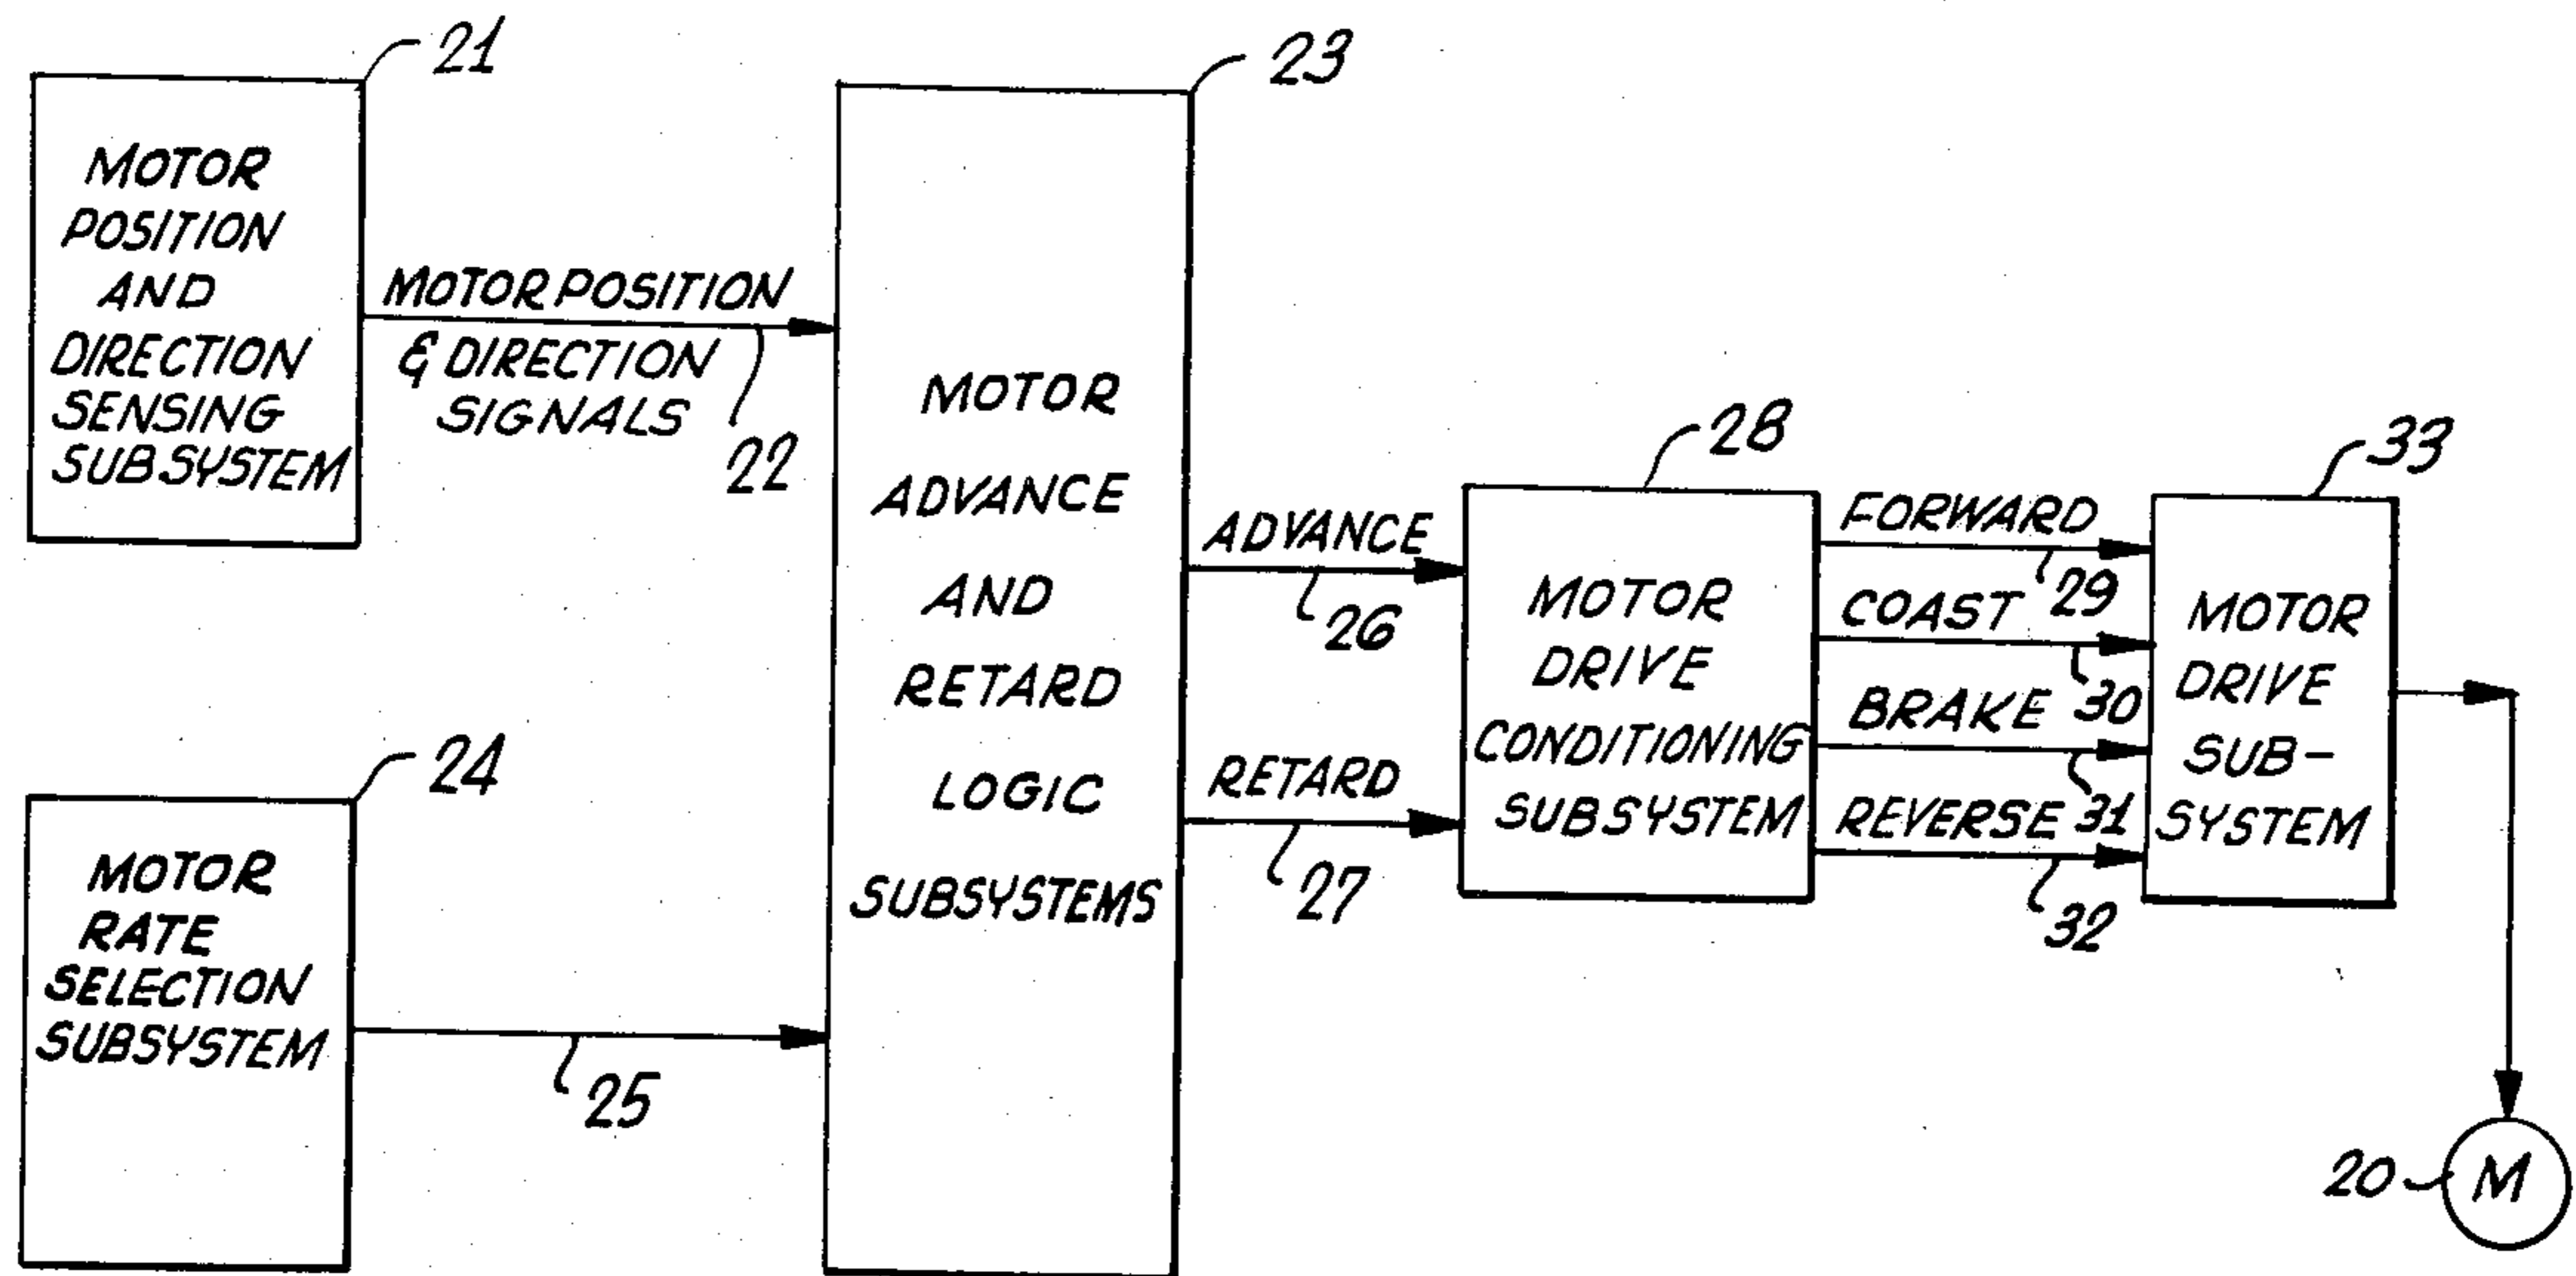 21
MOTOR
POSITION
AND
DIRECTION
SENSING
SUBSYSTEM
MOTOR POSITION
& DIRECTION
SIGNALS
22
24
MOTOR
RATE
SELECTION
SUBSYSTEM
25
23
MOTOR
ADVANCE
AND
RETARD
LOGIC
SUBSYSTEMS
ADVANCE
26
RETARD
27
28
MOTOR
DRIVE
CONDITIONING
SUBSYSTEM
FORWARD
29
COAST
30
BRAKE
31
REVERSE
32
33
MOTOR
DRIVE
SUB-
SYSTEM
20
M